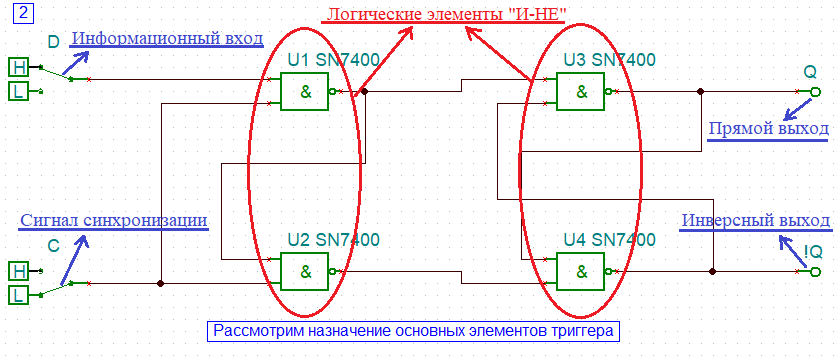 2
Логические элементы "И-НЕ"
D
Информационный вход
U1 SN7400
U3 SN7400
Q
H
L
&
&
Прямой выход
Сигнал синхронизации
Инверсный выход
C
U2 SN7400
U4 SN7400
!Q
H
L
&
&
Рассмотрим назначение основных элементов триггера